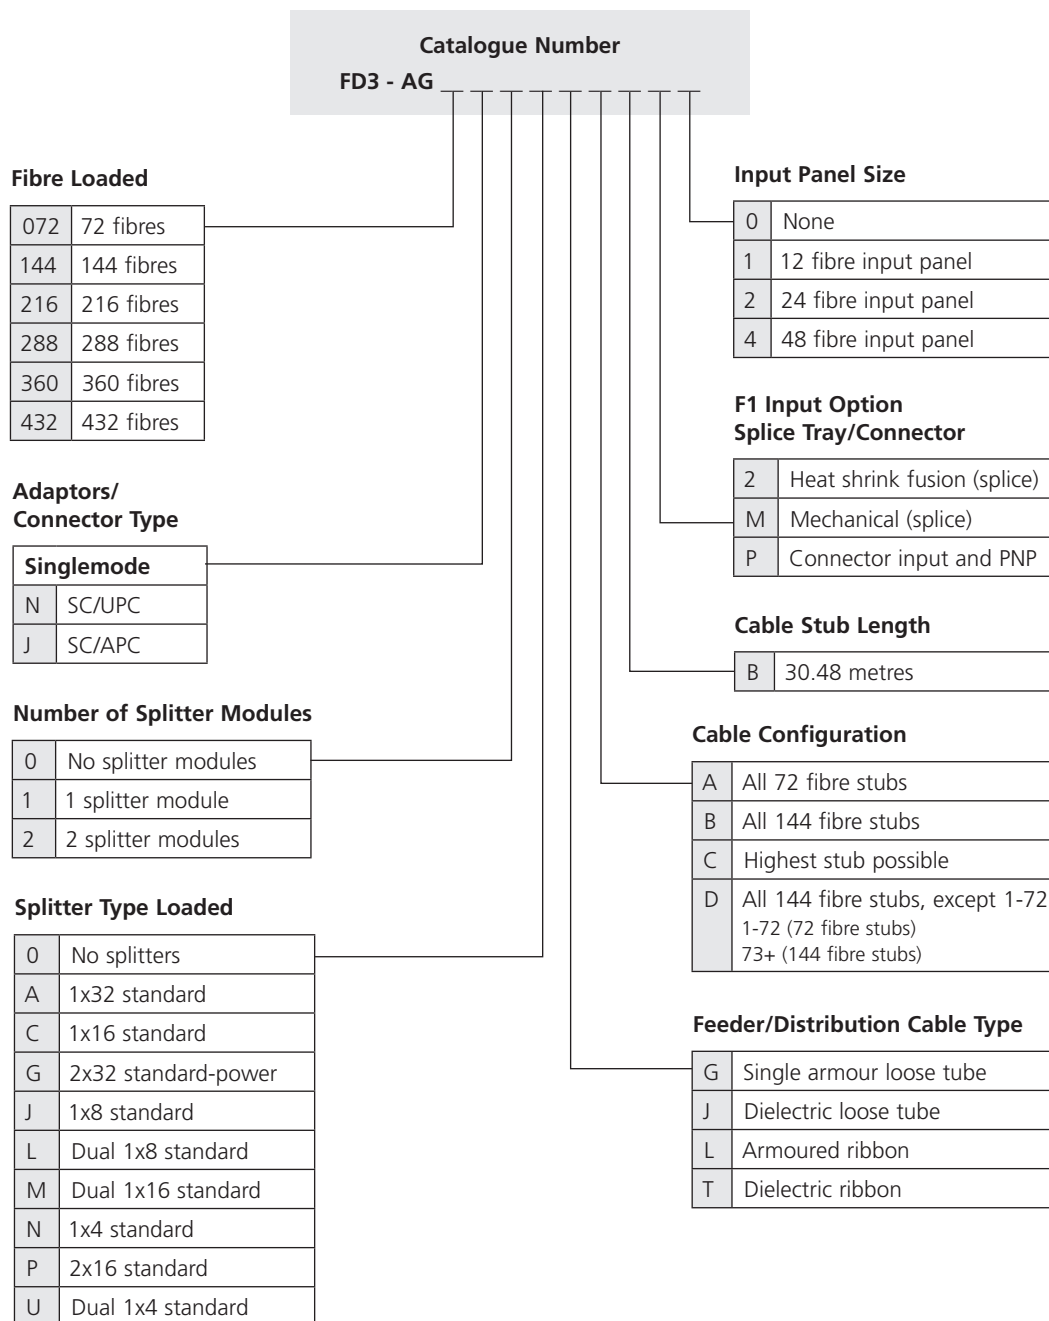 Catalogue Number
FD3 - AG _ _ _ _ _ _ _ _ _
Fibre Loaded
072 72 fibres
144 144 fibres
216 216 fibres
288 288 fibres
360 360 fibres
432 432 fibres
Adaptors/
Connector Type
Singlemode
N SC/UPC
J SC/APC
Number of Splitter Modules
0 No splitter modules
1 1 splitter module
2 2 splitter modules
Splitter Type Loaded
0 No splitters
A 1x32 standard
C 1x16 standard
G 2x32 standard-power
J 1x8 standard
L Dual 1x8 standard
M Dual 1x16 standard
N 1x4 standard
P 2x16 standard
U Dual 1x4 standard
Input Panel Size
0 None
1 12 fibre input panel
2 24 fibre input panel
4 48 fibre input panel
F1 Input Option
Splice Tray/Connector
2 Heat shrink fusion (splice)
M Mechanical (splice)
P Connector input and PNP
Cable Stub Length
B 30.48 metres
Cable Configuration
A All 72 fibre stubs
B All 144 fibre stubs
C Highest stub possible
D All 144 fibre stubs, except 1-72
1-72 (72 fibre stubs)
73+ (144 fibre stubs)
Feeder/Distribution Cable Type
G Single armour loose tube
J Dielectric loose tube
L Armoured ribbon
T Dielectric ribbon